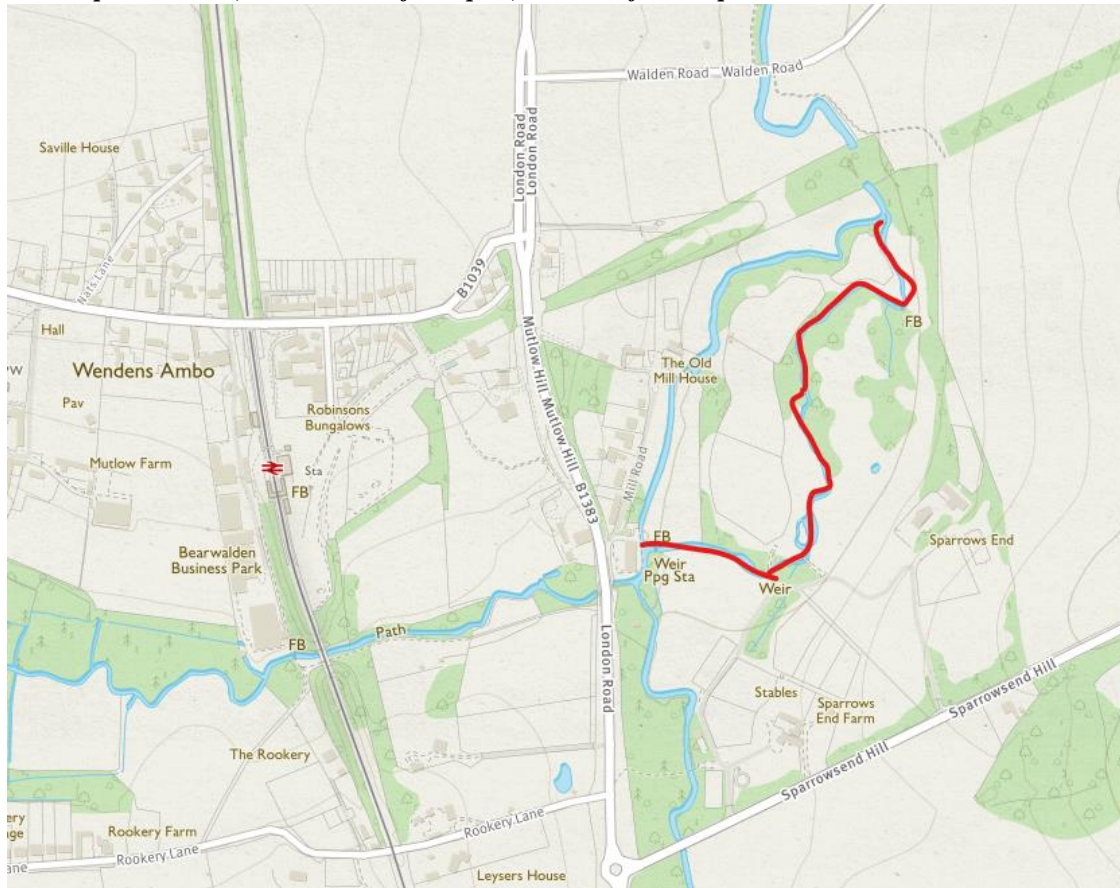 Walden Road
Walden Road
London Road
London Road
Saville House
Nats Lane
B1039
Hall
Wendens Ambo
Pav
Mutlow Farm
Robinsons
Bungalows
Sta
FB
Mutlow Hill
Mutlow Hill
B1383
The Old
Mill House
FB
Mill Road
Bearwalden
Business Park
FB
Weir
Ppg Sta
Weir
Sparrows End
FB
Path
London Road
Stables
Sparrows
End Farm
Sparrowsend Hill
Sparrowsend Hill
The Rookery
Rookery Farm
Rookery Lane
Rookery Lane
Leysers House